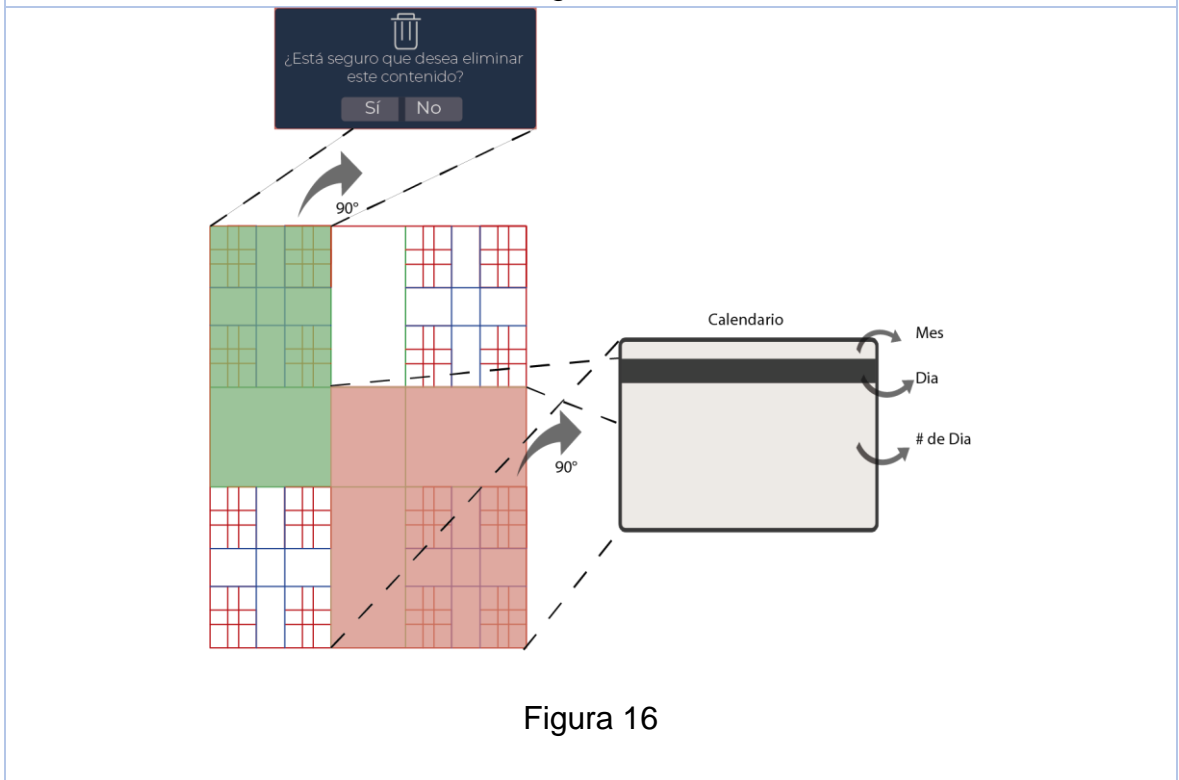 ¿Está seguro que desea eliminar
este contenido?
Sí No
90°
Calendario
Mes
Dia
# de Dia
90°
Figura 16